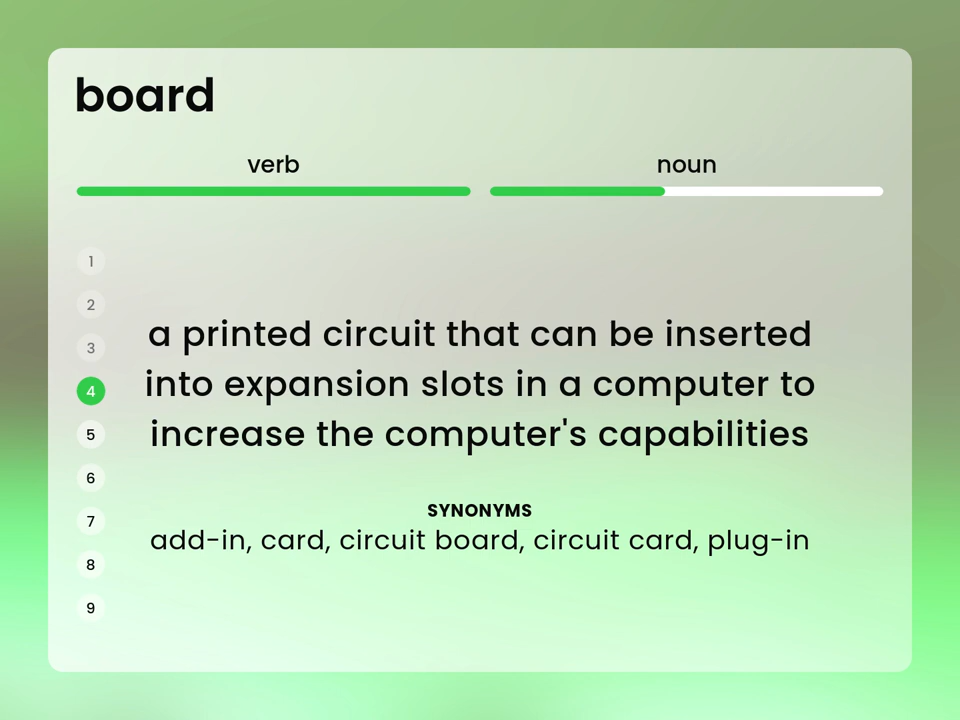 board
verb
noun
1
2
3
4
5
6
7
8
9
a printed circuit that can be inserted
into expansion slots in a computer to
increase the computer's capabilities
SYNONYMS
add-in, card, circuit board, circuit card, plug-in